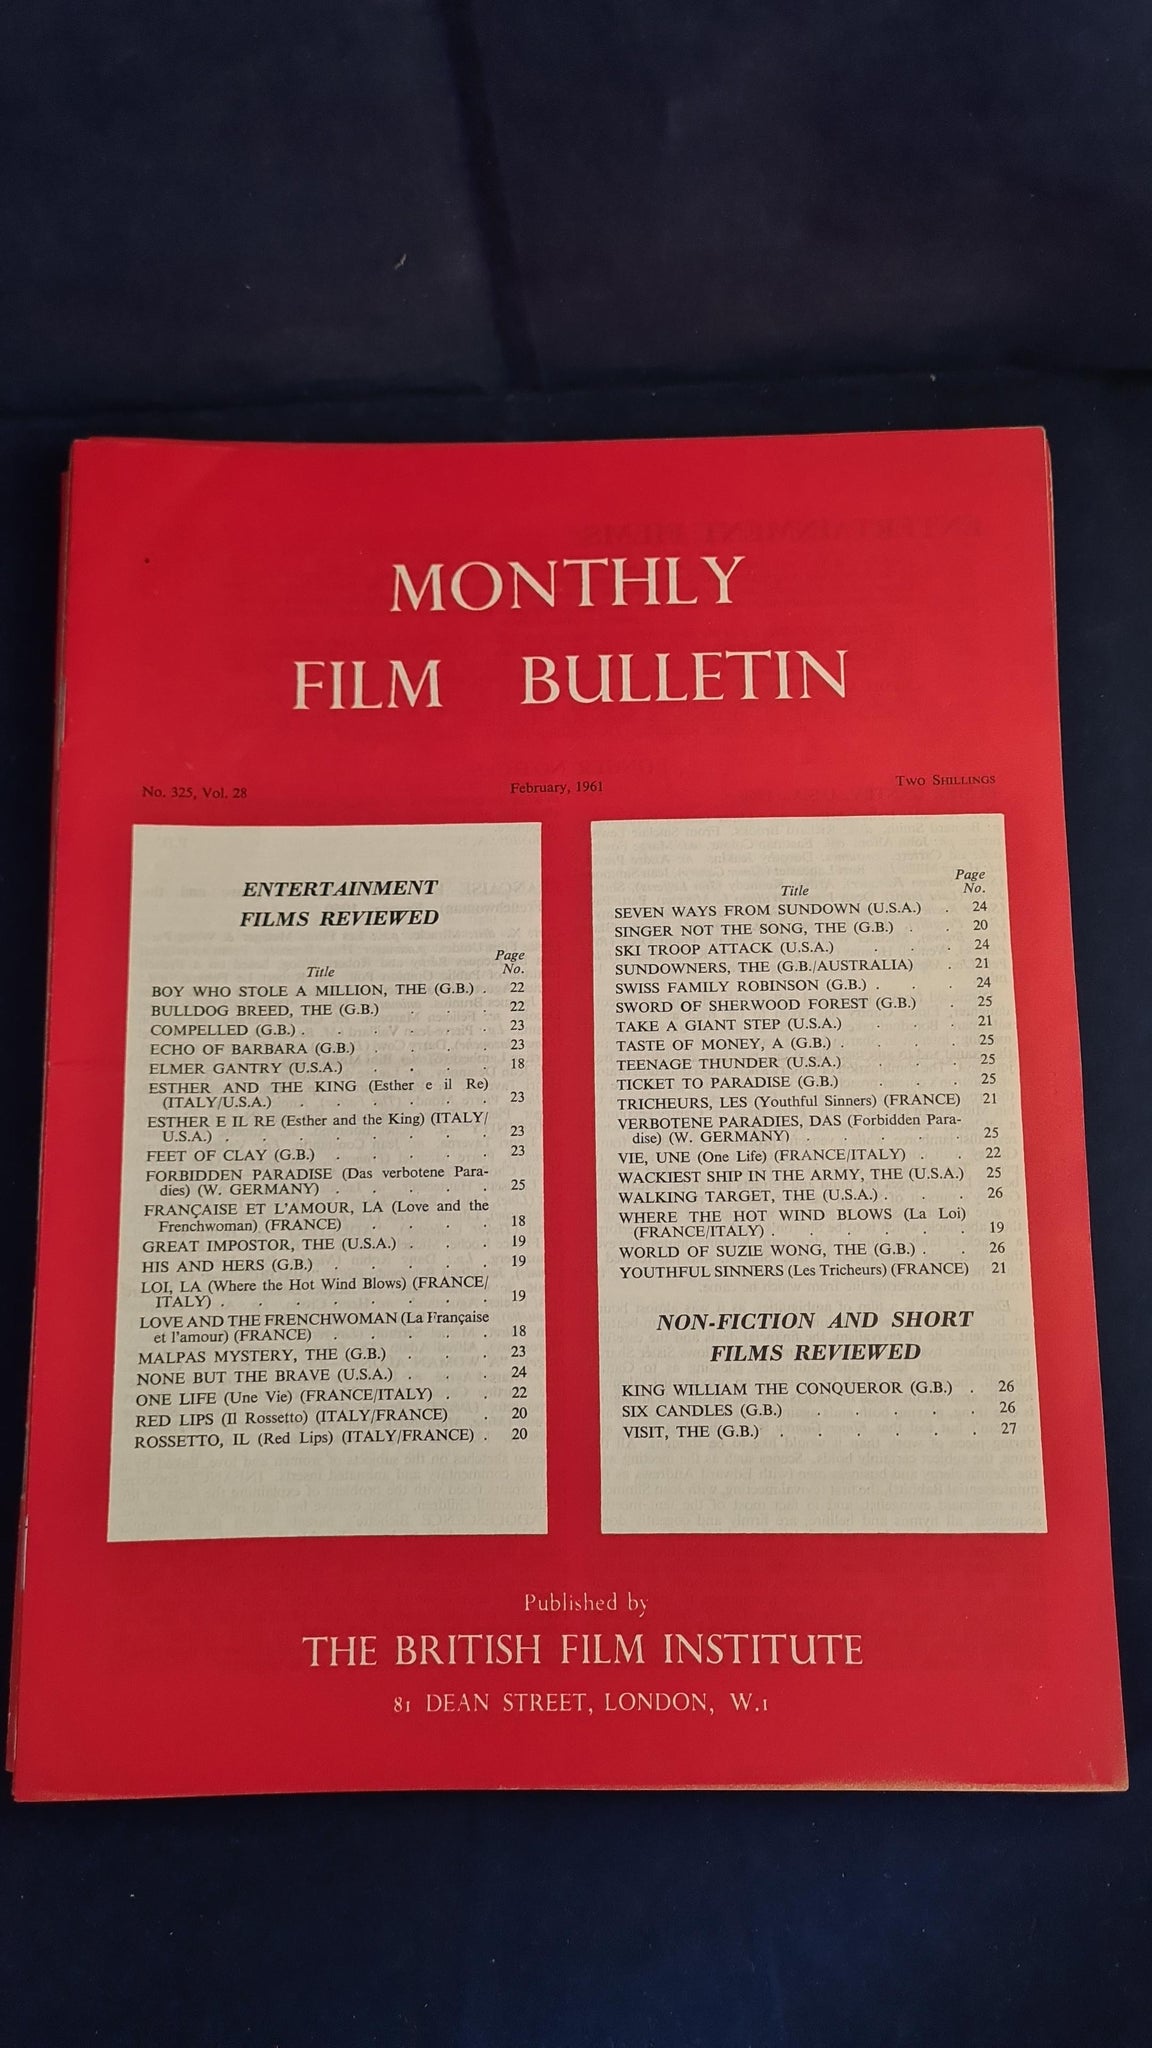 MONTHLY
FILM BULLETIN
No. 325, Vol. 28 February, 1961 TWO SHILLINGS
ENTERTAINMENT
FILMS REVIEWED
Page
Title No.
BOY WHO STOLE A MILLION, THE (G.B.) . 22
BULLDOG BREED, THE (G.B.) . . . 22
COMPELLED (G.B.) . . . . . . 23
ECHO OF BARBARA (G.B.) . . . . 23
ELMER GANTRY (U.S.A.) . . . . 18
ESTHER AND THE KING (Esther e il Re)
(ITALY/U.S.A.) . . . . . . 23
ESTHER E IL RE (Esther and the King) (ITALY/
U.S.A.) . . . . . . . . 23
FEET OF CLAY (G.B.) . . . . . 23
FORBIDDEN PARADISE (Das verbotene Para-
dies) (W. GERMANY) . . . . . 25
FRANÇAISE ET L'AMOUR, LA (Love and the
Frenchwoman) (FRANCE) . . . . 18
GREAT IMPOSTOR, THE (U.S.A.) . . . 19
HIS AND HERS (G.B.) . . . . . 19
LOI, LA (Where the Hot Wind Blows) (FRANCE/
ITALY) . . . . . . . . 19
LOVE AND THE FRENCHWOMAN (La Française
et l'amour) (FRANCE) . . . . . 18
MALPAS MYSTERY, THE (G.B.) . . . 23
NONE BUT THE BRAVE (U.S.A.) . . . 24
ONE LIFE (Une Vie) (FRANCE/ITALY) . . 22
RED LIPS (Il Rossetto) (ITALY/FRANCE) . 20
ROSSETTO, IL (Red Lips) (ITALY/FRANCE) . 20
Page
Title No.
SEVEN WAYS FROM SUNDOWN (U.S.A.) . 24
SINGER NOT THE SONG, THE (G.B.) . . 20
SKI TROOP ATTACK (U.S.A.) . . . 24
SUNDOWNERS, THE (G.B./AUSTRALIA) . 21
SWISS FAMILY ROBINSON (G.B.) . . . 24
SWORD OF SHERWOOD FOREST (G.B.) . 25
TAKE A GIANT STEP (U.S.A.) . . . 21
TASTE OF MONEY, A (G.B.) . . . . 25
TEENAGE THUNDER (U.S.A.) . . . 25
TICKET TO PARADISE (G.B.) . . . 25
TRICHEURS, LES (Youthful Sinners) (FRANCE) 21
VERBOTENE PARADIES, DAS (Forbidden Para-
dise) (W. GERMANY) . . . . . 25
VIE, UNE (One Life) (FRANCE/ITALY) . . 22
WACKIEST SHIP IN THE ARMY, THE (U.S.A.) 25
WALKING TARGET, THE (U.S.A.) . . . 26
WHERE THE HOT WIND BLOWS (La Loi)
(FRANCE/ITALY) . . . . . . 19
WORLD OF SUZIE WONG, THE (G.B.) . . 26
YOUTHFUL SINNERS (Les Tricheurs) (FRANCE) 21
NON-FICTION AND SHORT
FILMS REVIEWED
KING WILLIAM THE CONQUEROR (G.B.) . 26
SIX CANDLES (G.B.) . . . . . 26
VISIT, THE (G.B.) . . . . . . 27
Published by
THE BRITISH FILM INSTITUTE
81 DEAN STREET, LONDON, W.1